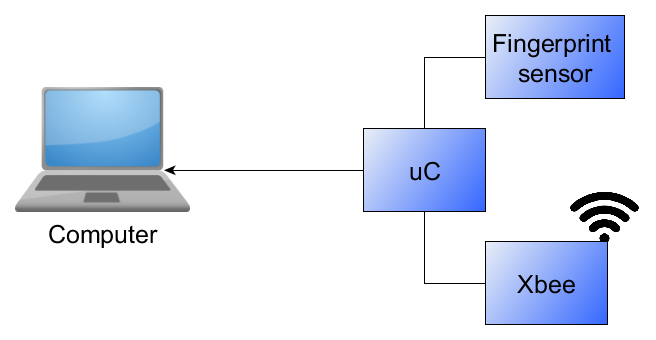 Fingerprint
sensor
uC
Computer
Xbee